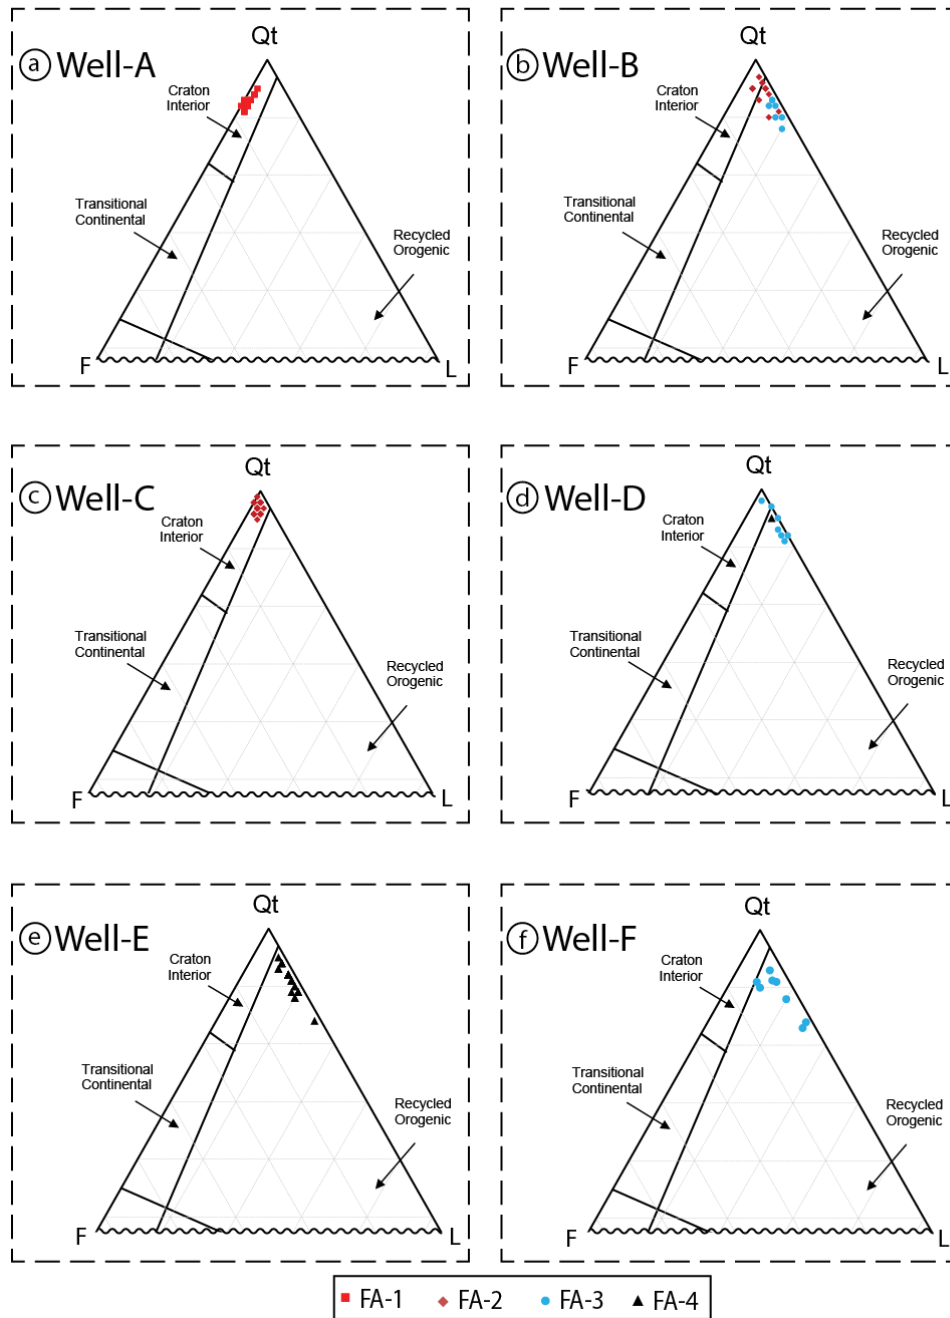 Qt
ⓐ Well-A
Craton
Interior
Transitional
Continental
Recycled
Orogenic
F
L
Qt
ⓑ Well-B
Craton
Interior
Transitional
Continental
Recycled
Orogenic
F
L
Qt
ⓒ Well-C
Craton
Interior
Transitional
Continental
Recycled
Orogenic
F
L
Qt
ⓓ Well-D
Craton
Interior
Transitional
Continental
Recycled
Orogenic
F
L
Qt
ⓔ Well-E
Craton
Interior
Transitional
Continental
Recycled
Orogenic
F
L
Qt
ⓕ Well-F
Craton
Interior
Transitional
Continental
Recycled
Orogenic
F
L
FA-1 FA-2 FA-3 FA-4